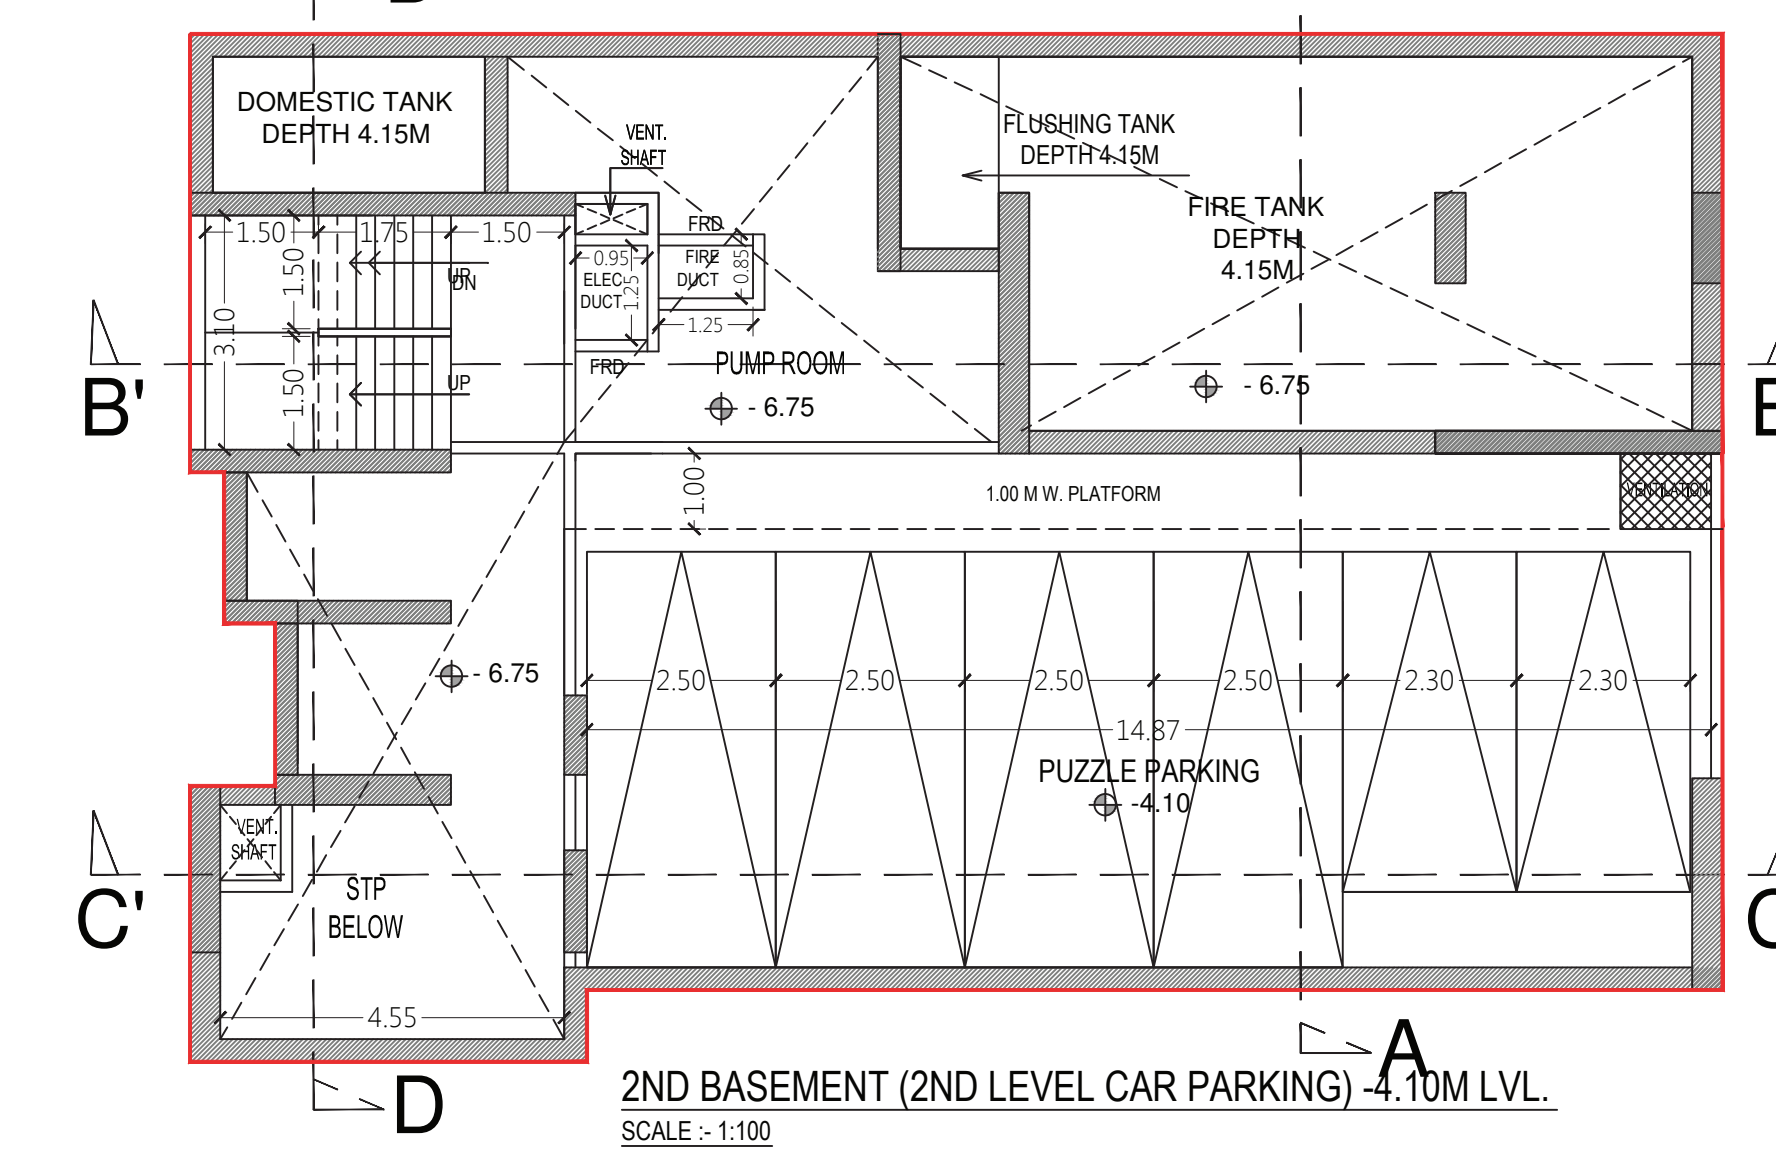 DOMESTIC TANK
DEPTH 4.15M
VENT.
SHAFT
FLUSHING TANK
DEPTH 4.15M
FIRE TANK
DEPTH
4.15M
1.50
1.75
1.50
1.50
3.10
1.50
UP
DN
UP
FRD
0.95
ELEC
DUCT
1.25
FIRE
DUCT
0.85
1.25
FRD
PUMP ROOM
- 6.75
- 6.75
B'
1.00
1.00 M W. PLATFORM
VENTILATION
- 6.75
2.50
2.50
2.50
2.50
2.30
2.30
14.87
PUZZLE PARKING
-4.10
VENT.
SHAFT
STP
BELOW
C'
4.55
A
D
2ND BASEMENT (2ND LEVEL CAR PARKING) -4.10M LVL.
SCALE :- 1:100